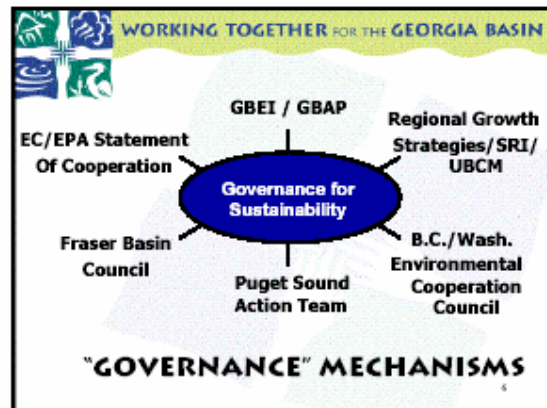 WORKING TOGETHER FOR THE GEORGIA BASIN
GBEI / GBAP
Regional Growth
Strategies/SRI/
UBCM
EC/EPA Statement
Of Cooperation
Governance for
Sustainability
Fraser Basin
Council
B.C./Wash.
Environmental
Cooperation
Council
Puget Sound
Action Team
"GOVERNANCE" MECHANISMS
6